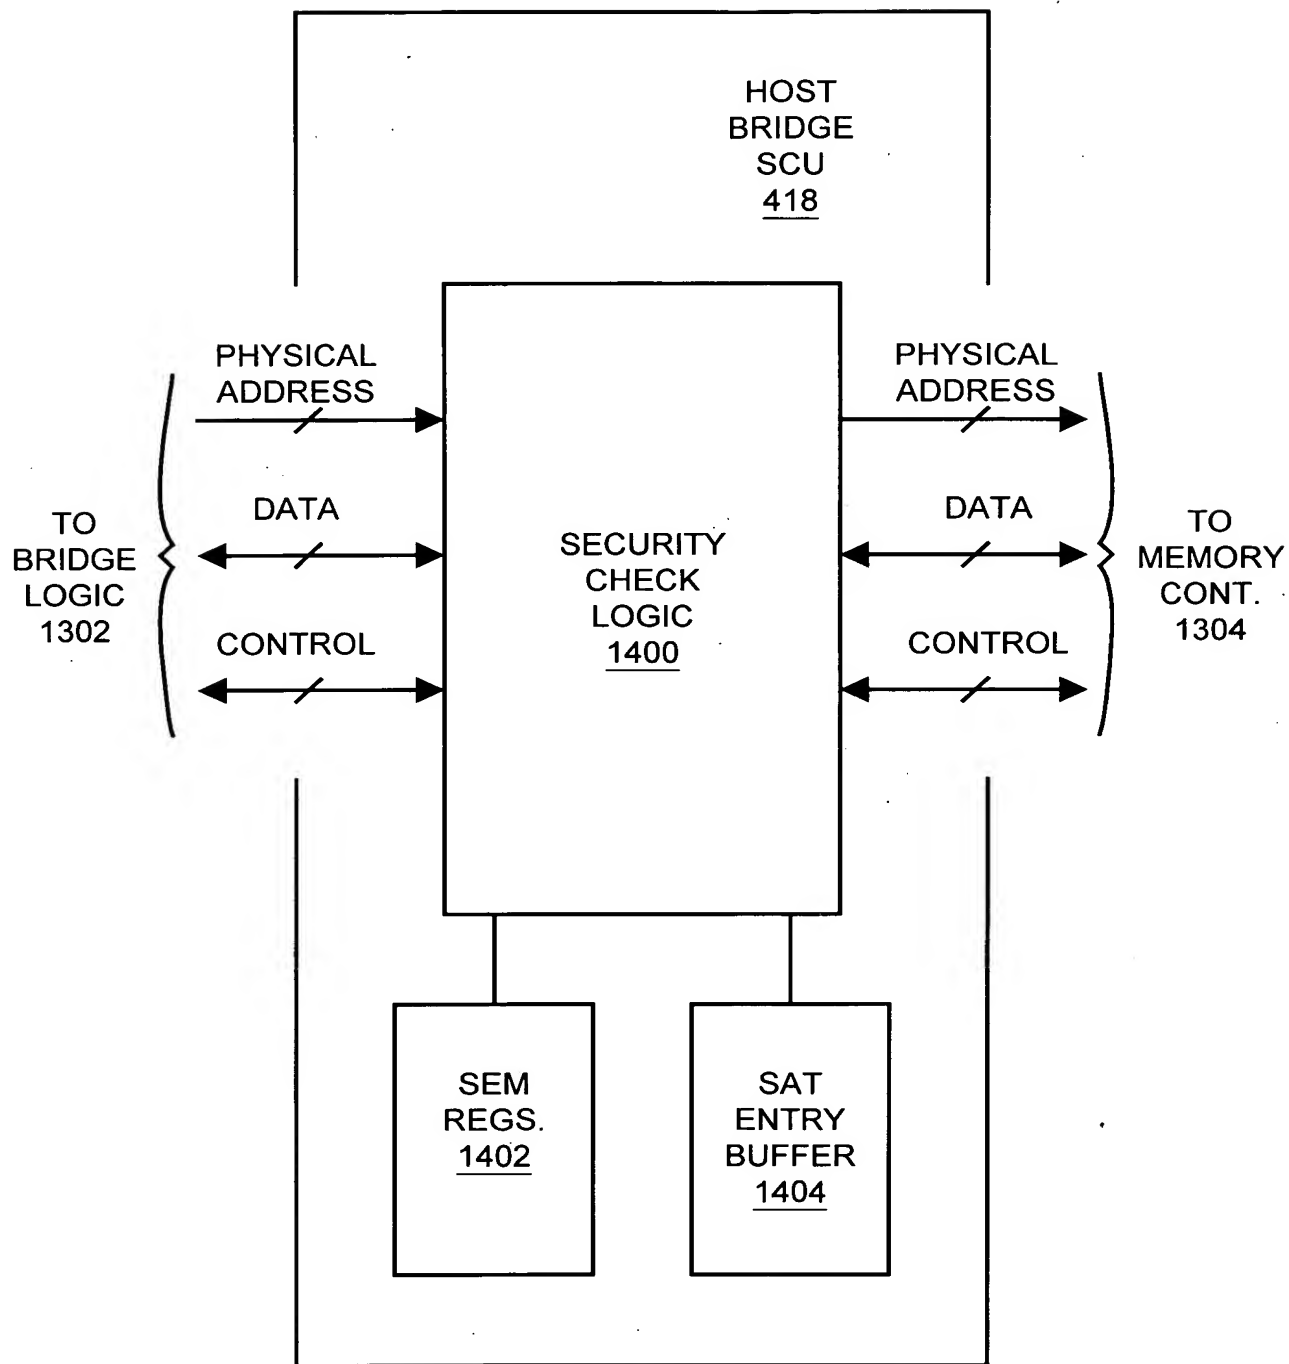 HOST
BRIDGE
SCU
418
PHYSICAL
ADDRESS
PHYSICAL
ADDRESS
DATA
DATA
TO
BRIDGE
LOGIC
1302
SECURITY
CHECK
LOGIC
1400
TO
MEMORY
CONT.
1304
CONTROL
CONTROL
SEM
REGS.
1402
SAT
ENTRY
BUFFER
1404